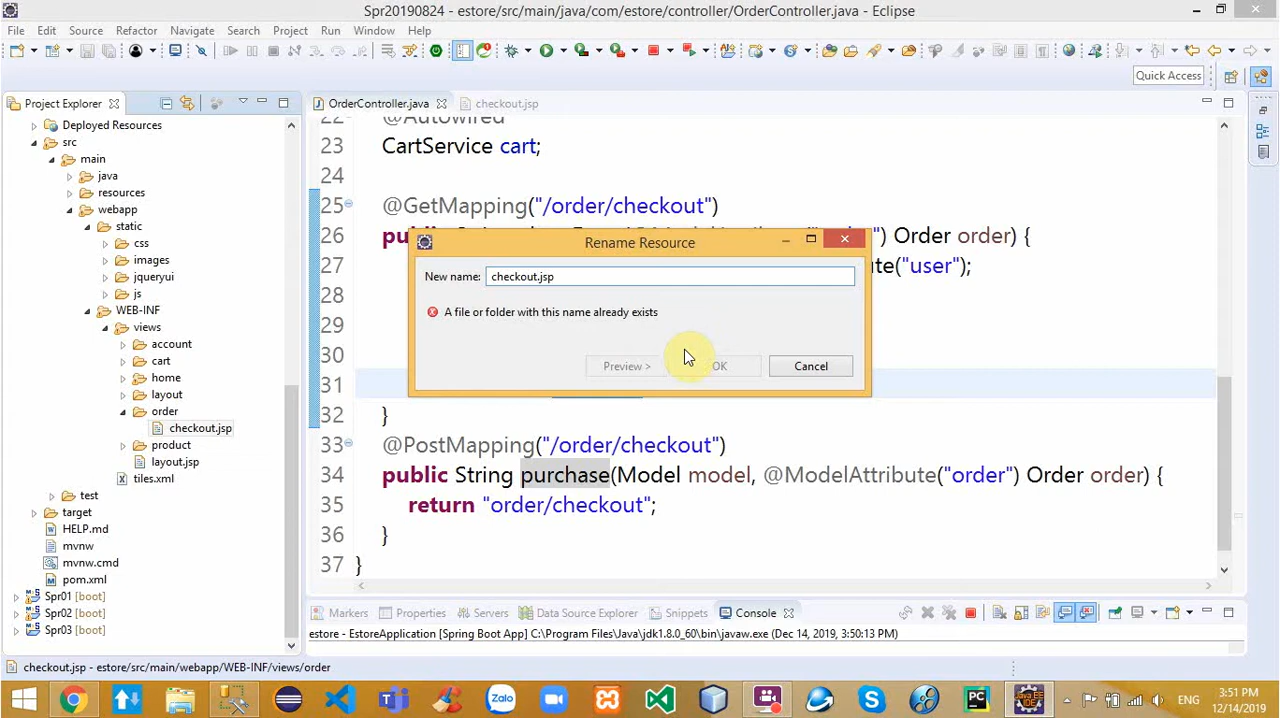 Spr20190824 - estore/src/main/java/com/estore/controller/OrderController.java - Eclipse
File Edit Source Refactor Navigate Search Project Run Window Help
Quick Access
Project Explorer
OrderController.java
checkout.jsp
Deployed Resources
src
main
java
resources
webapp
static
css
images
jqueryui
js
WEB-INF
views
account
cart
home
layout
order
checkout.jsp
product
layout.jsp
tiles.xml
test
target
HELP.md
mvnw
mvnw.cmd
pom.xml
Spr01 [boot]
Spr02 [boot]
Spr03 [boot]
22 @Autowired
23 CartService cart;
24
25 @GetMapping("/order/checkout")
26 ") Order order) {
27 ("user");
28
29
30
31
32 }
33 @PostMapping("/order/checkout")
34 public String purchase(Model model, @ModelAttribute("order") Order order) {
35 return "order/checkout";
36 }
37 }
Rename Resource
New name: checkout.jsp
A file or folder with this name already exists
Preview > OK Cancel
Markers Properties Servers Data Source Explorer Snippets Console
estore - EstoreApplication [Spring Boot App] C:\Program Files\Java\jdk1.8.0_60\bin\javaw.exe (Dec 14, 2019, 3:50:13 PM)
checkout.jsp - estore/src/main/webapp/WEB-INF/views/order
Zalo
PC
ENG
3:51 PM
12/14/2019